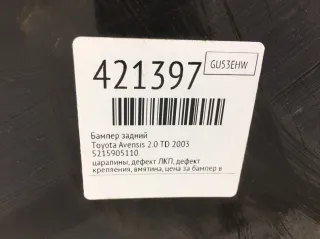 421397
GU53EHW
Бампер задний
Toyota Avensis 2.0 TD 2003
5215905110
царапины, дефект ЛКП, дефект
крепления, вмятина, цена за бампер в